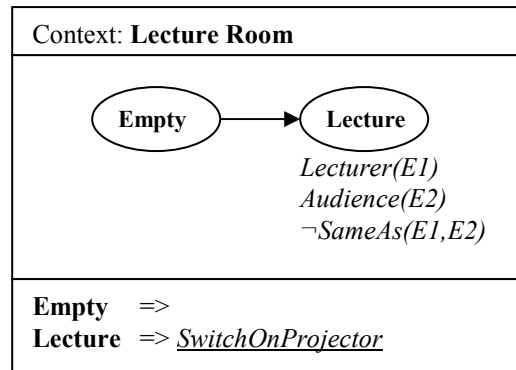 Context: Lecture Room
Empty
Lecture
Lecturer(E1)
Audience(E2)
¬SameAs(E1,E2)
Empty =>
Lecture => SwitchOnProjector